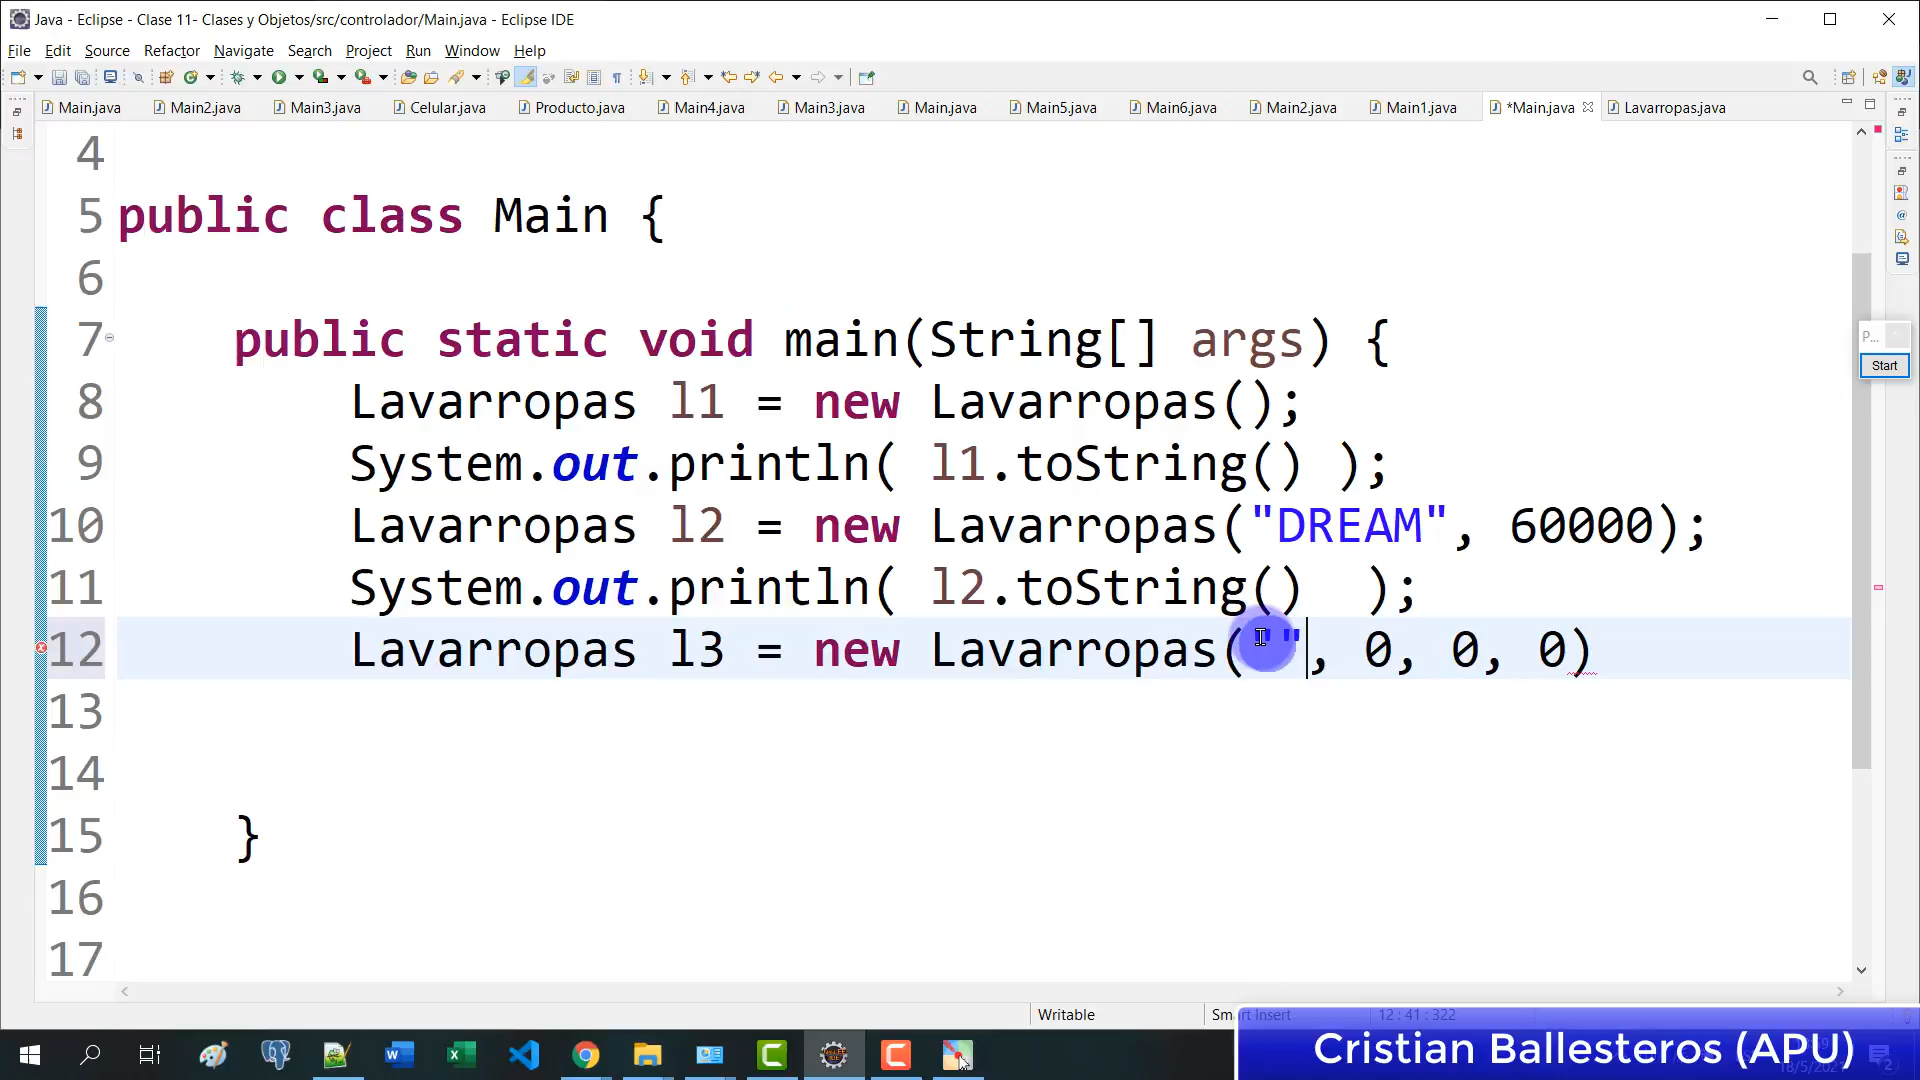 Java - Eclipse - Clase 11- Clases y Objetos/src/controlador/Main.java - Eclipse IDE
File Edit Source Refactor Navigate Search Project Run Window Help
Main.java Main2.java Main3.java Celular.java Producto.java Main4.java Main3.java Main.java Main5.java Main6.java Main2.java Main1.java *Main.java Lavarropas.java
4
5 public class Main {
6
7 public static void main(String[] args) {
8 Lavarropas l1 = new Lavarropas();
9 System.out.println( l1.toString() );
10 Lavarropas l2 = new Lavarropas("DREAM", 60000);
11 System.out.println( l2.toString()  );
12 Lavarropas l3 = new Lavarropas("", 0, 0, 0)
13
14
15 }
16
17
P...
Start
Writable Smart Insert 12 : 41 : 322
Cristian Ballesteros (APU)